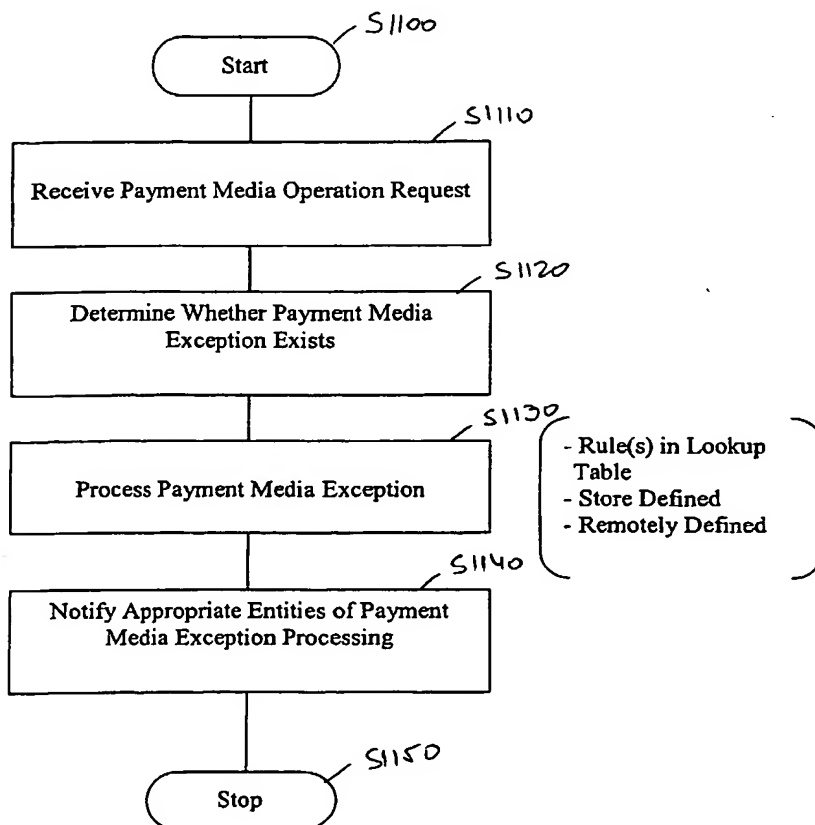 S1100
Start
S1110
Receive Payment Media Operation Request
S1120
Determine Whether Payment Media
Exception Exists
S1130
Process Payment Media Exception
- Rule(s) in Lookup
Table
- Store Defined
- Remotely Defined
S1140
Notify Appropriate Entities of Payment
Media Exception Processing
S1150
Stop